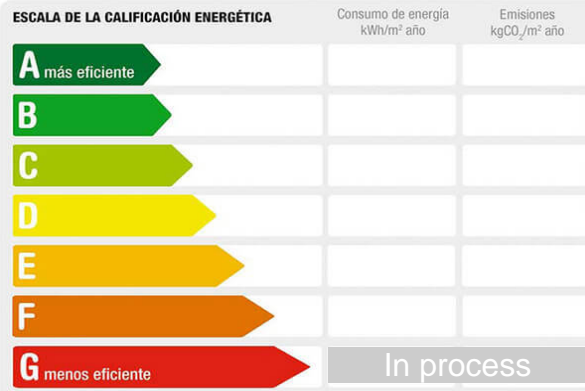 ESCALA DE LA CALIFICACIÓN ENERGÉTICA
Consumo de energía
kWh/m² año
Emisiones
kgCO₂/m² año
A más eficiente
B
C
D
E
F
G menos eficiente
In process